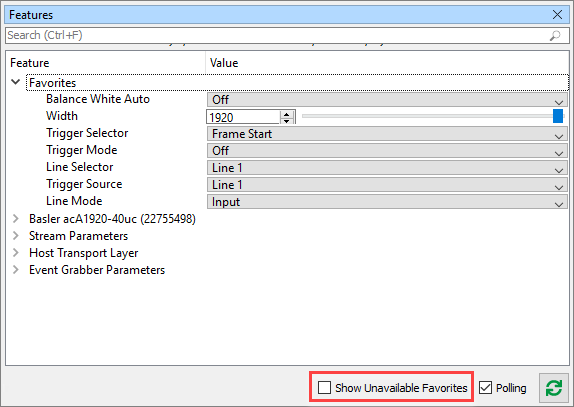 Features
Search (Ctrl+F)
Feature Value
Favorites
Balance White Auto Off
Width 1920
Trigger Selector Frame Start
Trigger Mode Off
Line Selector Line 1
Trigger Source Line 1
Line Mode Input
Basler acA1920-40uc (22755498)
Stream Parameters
Host Transport Layer
Event Grabber Parameters
Show Unavailable Favorites Polling